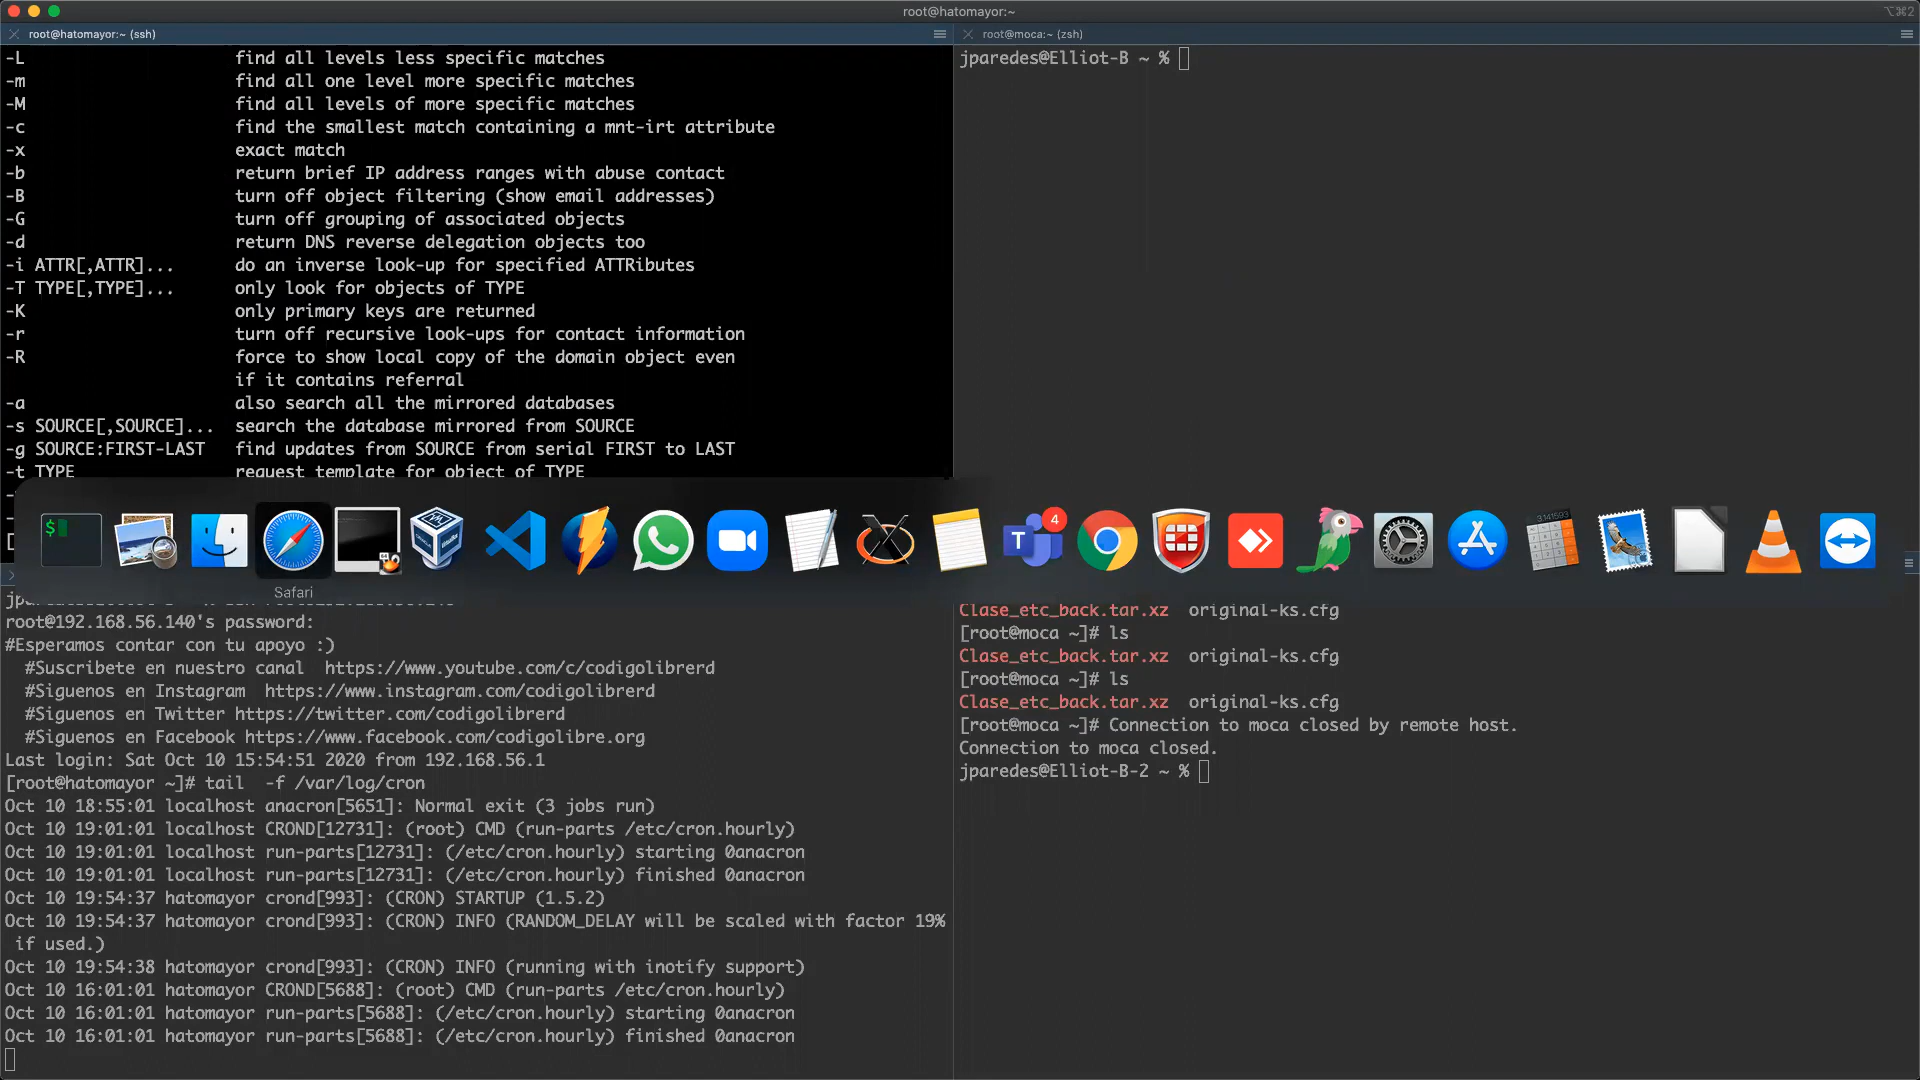 root@hatomayor:~
⌥⌘2
root@hatomayor:~ (ssh)
-L find all levels less specific matches
-m find all one level more specific matches
-M find all levels of more specific matches
-c find the smallest match containing a mnt-irt attribute
-x exact match
-b return brief IP address ranges with abuse contact
-B turn off object filtering (show email addresses)
-G turn off grouping of associated objects
-d return DNS reverse delegation objects too
-i ATTR[,ATTR]... do an inverse look-up for specified ATTRibutes
-T TYPE[,TYPE]... only look for objects of TYPE
-K only primary keys are returned
-r turn off recursive look-ups for contact information
-R force to show local copy of the domain object even
if it contains referral
-a also search all the mirrored databases
-s SOURCE[,SOURCE]... search the database mirrored from SOURCE
-g SOURCE:FIRST-LAST find updates from SOURCE from serial FIRST to LAST
-t TYPE request template for object of TYPE
root@moca:~ (zsh)
jparedes@Elliot-B ~ %
$
T
4
3.141593
Safari
root@192.168.56.140's password:
#Esperamos contar con tu apoyo :)
#Suscribete en nuestro canal https://www.youtube.com/c/codigolibrerd
#Siguenos en Instagram https://www.instagram.com/codigolibrerd
#Siguenos en Twitter https://twitter.com/codigolibrerd
#Siguenos en Facebook https://www.facebook.com/codigolibre.org
Last login: Sat Oct 10 15:54:51 2020 from 192.168.56.1
[root@hatomayor ~]# tail -f /var/log/cron
Oct 10 18:55:01 localhost anacron[5651]: Normal exit (3 jobs run)
Oct 10 19:01:01 localhost CROND[12731]: (root) CMD (run-parts /etc/cron.hourly)
Oct 10 19:01:01 localhost run-parts[12731]: (/etc/cron.hourly) starting 0anacron
Oct 10 19:01:01 localhost run-parts[12731]: (/etc/cron.hourly) finished 0anacron
Oct 10 19:54:37 hatomayor crond[993]: (CRON) STARTUP (1.5.2)
Oct 10 19:54:37 hatomayor crond[993]: (CRON) INFO (RANDOM_DELAY will be scaled with factor 19%
if used.)
Oct 10 19:54:38 hatomayor crond[993]: (CRON) INFO (running with inotify support)
Oct 10 16:01:01 hatomayor CROND[5688]: (root) CMD (run-parts /etc/cron.hourly)
Oct 10 16:01:01 hatomayor run-parts[5688]: (/etc/cron.hourly) starting 0anacron
Oct 10 16:01:01 hatomayor run-parts[5688]: (/etc/cron.hourly) finished 0anacron
Clase_etc_back.tar.xz original-ks.cfg
[root@moca ~]# ls
Clase_etc_back.tar.xz original-ks.cfg
[root@moca ~]# ls
Clase_etc_back.tar.xz original-ks.cfg
[root@moca ~]# Connection to moca closed by remote host.
Connection to moca closed.
jparedes@Elliot-B-2 ~ %